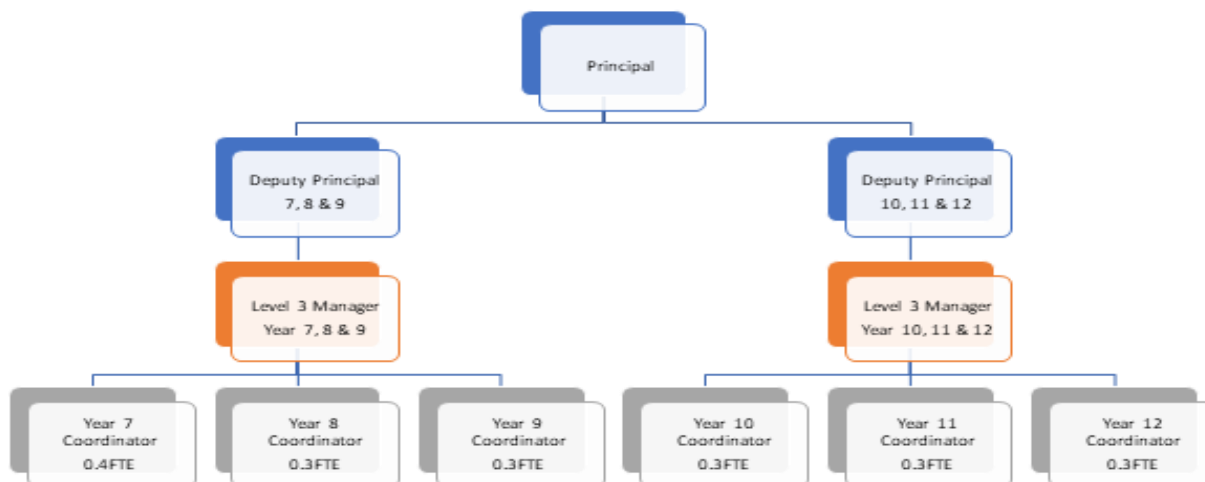 Principal
Deputy Principal
7, 8 & 9
Deputy Principal
10, 11 & 12
Level 3 Manager
Year 7, 8 & 9
Level 3 Manager
Year 10, 11 & 12
Year 7
Coordinator
0.4FTE
Year 8
Coordinator
0.3FTE
Year 9
Coordinator
0.3FTE
Year 10
Coordinator
0.3FTE
Year 11
Coordinator
0.3FTE
Year 12
Coordinator
0.3FTE